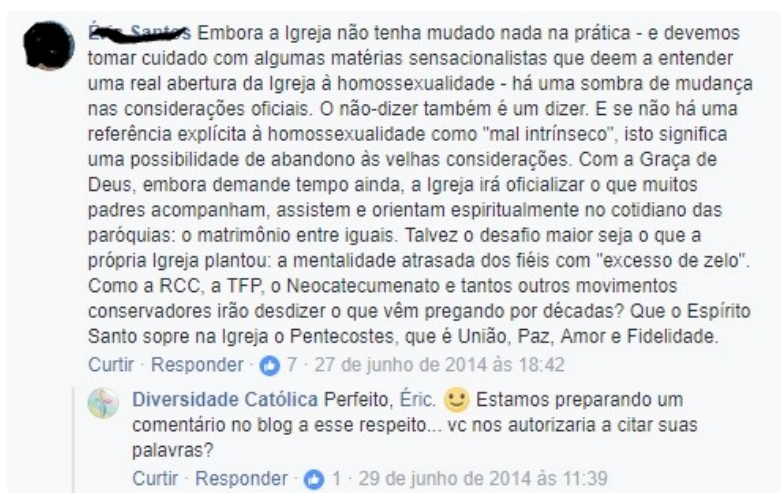 Embora a Igreja não tenha mudado nada na prática - e devemos
tomar cuidado com algumas matérias sensacionalistas que deem a entender
uma real abertura da Igreja à homossexualidade - há uma sombra de mudança
nas considerações oficiais. O não-dizer também é um dizer. E se não há uma
referência explícita à homossexualidade como "mal intrínseco", isto significa
uma possibilidade de abandono às velhas considerações. Com a Graça de
Deus, embora demande tempo ainda, a Igreja irá oficializar o que muitos
padres acompanham, assistem e orientam espiritualmente no cotidiano das
paróquias: o matrimônio entre iguais. Talvez o desafio maior seja o que a
própria Igreja plantou: a mentalidade atrasada dos fiéis com "excesso de zelo".
Como a RCC, a TFP, o Neocatecumenato e tantos outros movimentos
conservadores irão desdizer o que vêm pregando por décadas? Que o Espírito
Santo sopre na Igreja o Pentecostes, que é União, Paz, Amor e Fidelidade.
Curtir · Responder · 7 · 27 de junho de 2014 às 18:42
Diversidade Católica Perfeito, Éric. 🙂 Estamos preparando um
comentário no blog a esse respeito... vc nos autorizaria a citar suas
palavras?
Curtir · Responder · 1 · 29 de junho de 2014 às 11:39